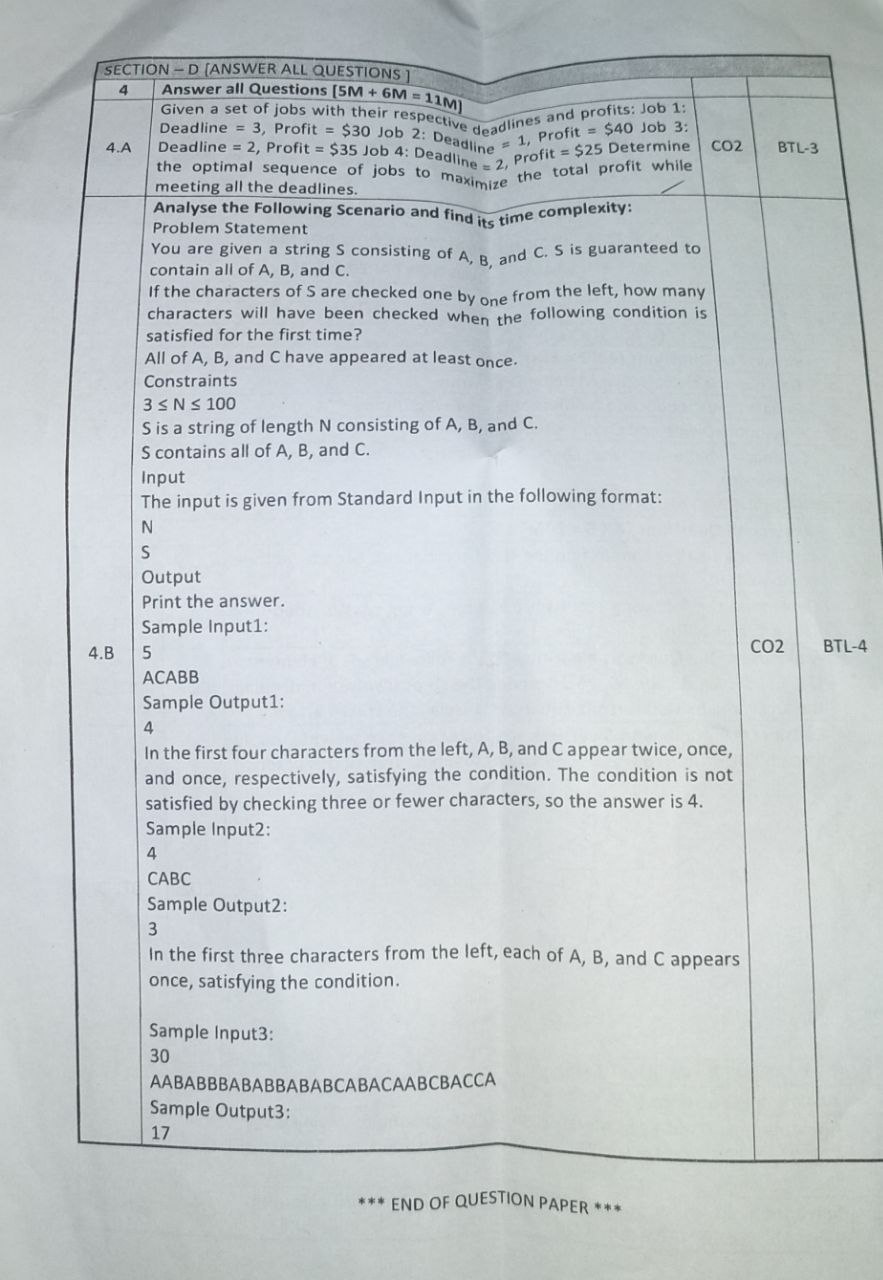 SECTION – D [ANSWER ALL QUESTIONS ]
4 Answer all Questions [5M + 6M = 11M]
Given a set of jobs with their respective deadlines and profits: Job 1:
Deadline = 3, Profit = $30 Job 2: Deadline = 1, Profit = $40 Job 3:
4.A Deadline = 2, Profit = $35 Job 4: Deadline = 2, Profit = $25 Determine CO2 BTL-3
the optimal sequence of jobs to maximize the total profit while
meeting all the deadlines.
Analyse the Following Scenario and find its time complexity:
Problem Statement
You are given a string S consisting of A, B, and C. S is guaranteed to
contain all of A, B, and C.
If the characters of S are checked one by one from the left, how many
characters will have been checked when the following condition is
satisfied for the first time?
All of A, B, and C have appeared at least once.
Constraints
3 ≤ N ≤ 100
S is a string of length N consisting of A, B, and C.
S contains all of A, B, and C.
Input
The input is given from Standard Input in the following format:
N
S
Output
Print the answer.
Sample Input1:
4.B 5 CO2 BTL-4
ACABB
Sample Output1:
4
In the first four characters from the left, A, B, and C appear twice, once,
and once, respectively, satisfying the condition. The condition is not
satisfied by checking three or fewer characters, so the answer is 4.
Sample Input2:
4
CABC
Sample Output2:
3
In the first three characters from the left, each of A, B, and C appears
once, satisfying the condition.
Sample Input3:
30
AABABBBABABBABABCABACAABCBACCA
Sample Output3:
17
*** END OF QUESTION PAPER ***